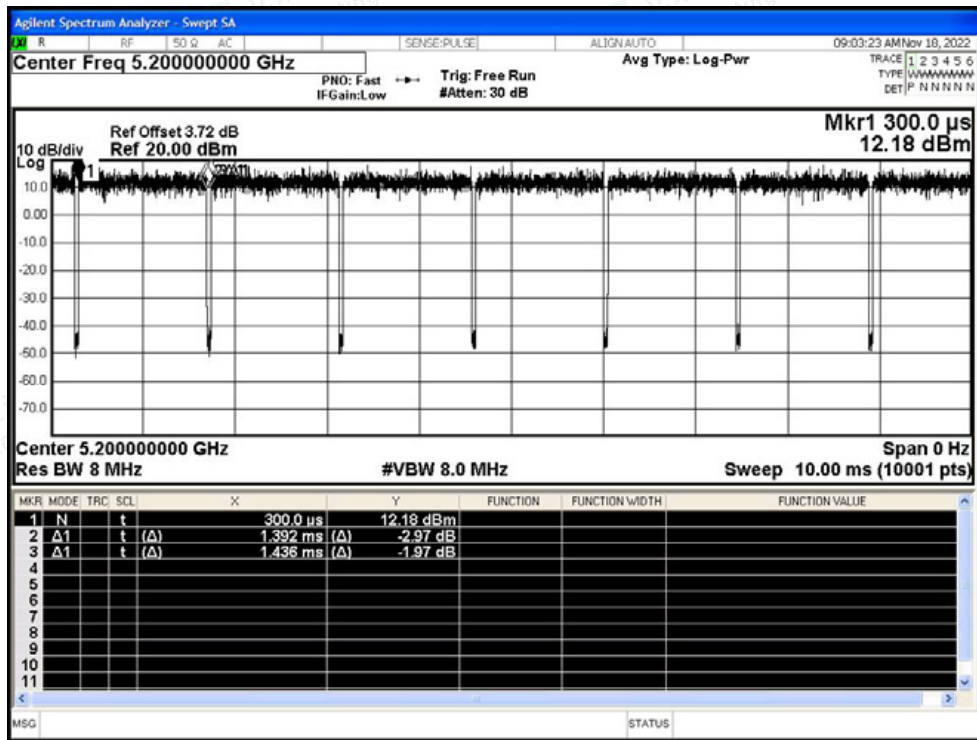 Agilent Spectrum Analyzer - Swept SA
R RF 50 Ω AC SENSE:PULSE ALIGN AUTO 09:03:23 AM Nov 18, 2022
Center Freq 5.200000000 GHz
PNO: Fast
IFGain:Low
Trig: Free Run
#Atten: 30 dB
Avg Type: Log-Pwr
TRACE 1 2 3 4 5 6
TYPE WWWWWW
DET P N N N N N
Mkr1 300.0 µs
12.18 dBm
Ref Offset 3.72 dB
10 dB/div Ref 20.00 dBm
Log
1
10.0
0.00
-10.0
-20.0
-30.0
-40.0
-50.0
-60.0
-70.0
Center 5.200000000 GHz Span 0 Hz
Res BW 8 MHz #VBW 8.0 MHz Sweep 10.00 ms (10001 pts)
MKR MODE TRC SCL X Y FUNCTION FUNCTION WIDTH FUNCTION VALUE
1 N t 300.0 µs 12.18 dBm
2 Δ1 t (Δ) 1.392 ms (Δ) -2.97 dB
3 Δ1 t (Δ) 1.436 ms (Δ) -1.97 dB
4
5
6
7
8
9
10
11
MSG STATUS